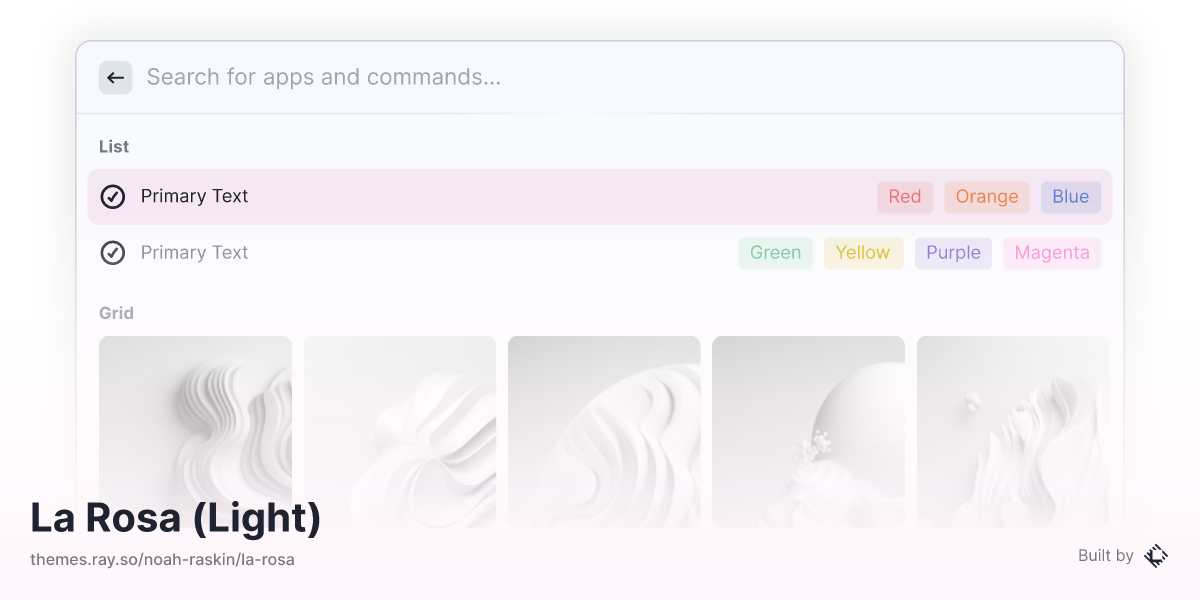 Search for apps and commands...
List
Primary Text Red Orange Blue
Primary Text Green Yellow Purple Magenta
Grid
La Rosa (Light)
themes.ray.so/noah-raskin/la-rosa
Built by